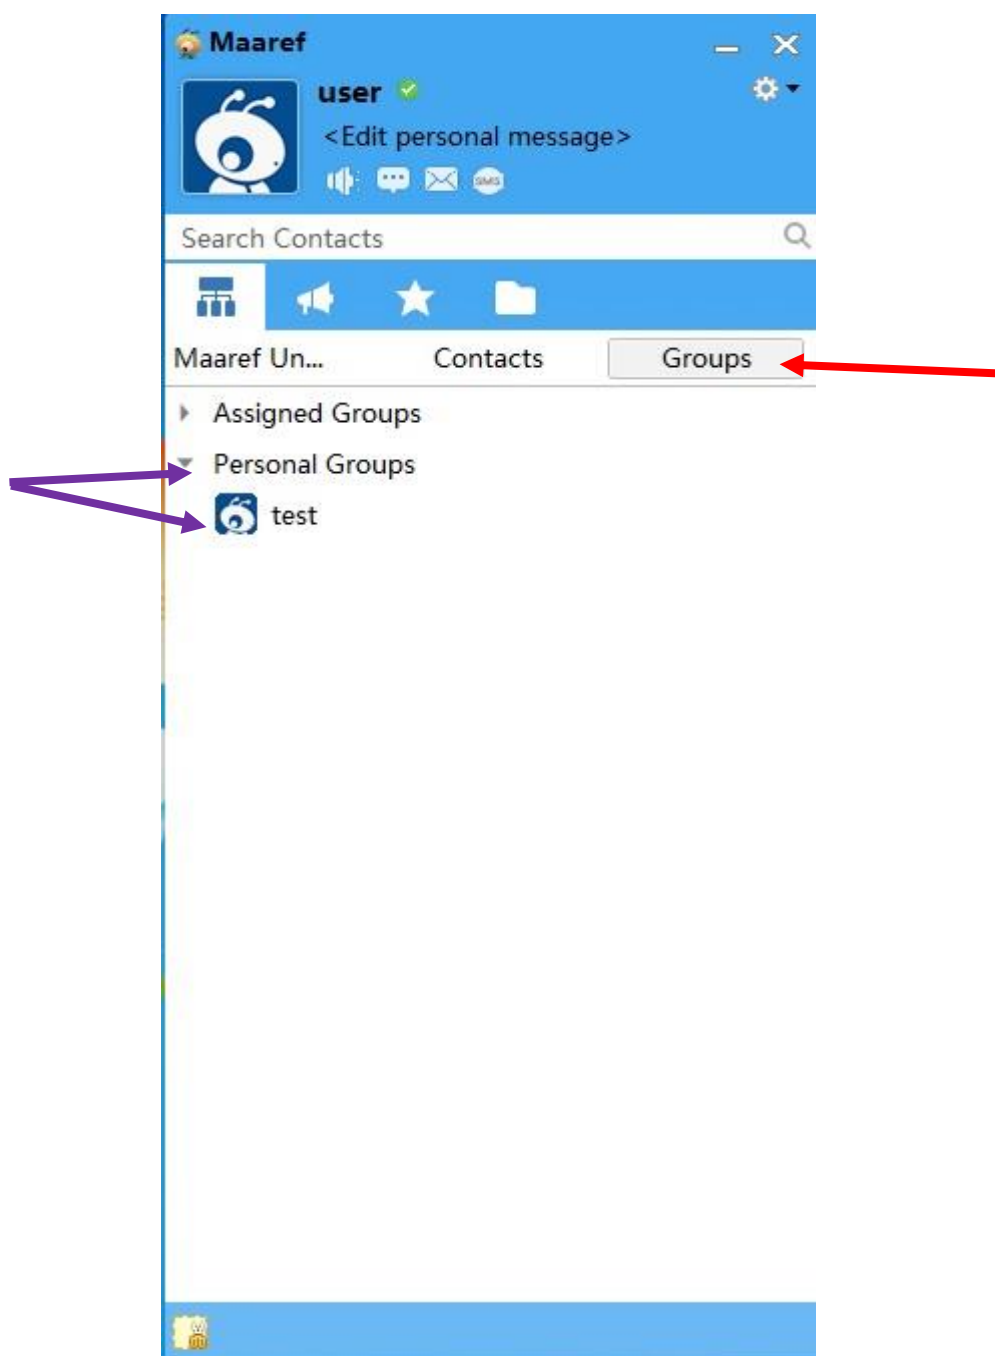 Maaref
user
<Edit personal message>
SMS
Search Contacts
Maaref Un... Contacts Groups
Assigned Groups
Personal Groups
test